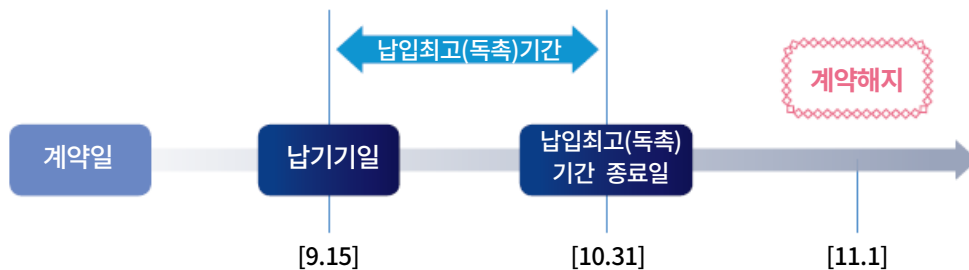 납입최고(독촉)기간
계약해지
계약일
납기기일
납입최고(독촉)
기간 종료일
[9.15]
[10.31]
[11.1]